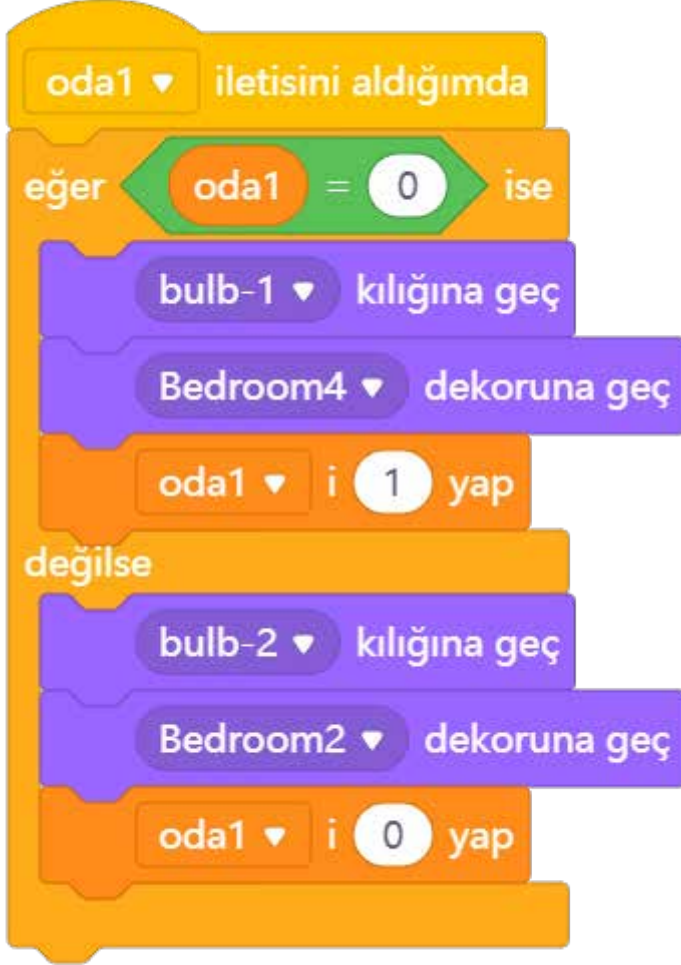 oda1 iletisini aldığımda
eğer oda1 = 0 ise
bulb-1 kılığına geç
Bedroom4 dekoruna geç
oda1 i 1 yap
değilse
bulb-2 kılığına geç
Bedroom2 dekoruna geç
oda1 i 0 yap